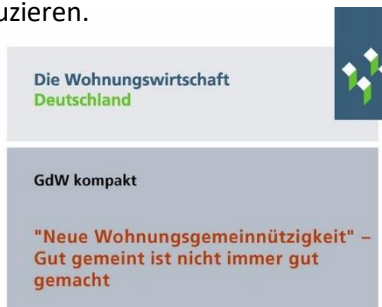 uzieren.
Die Wohnungswirtschaft
Deutschland
GdW kompakt
"Neue Wohnungsgemeinnützigkeit" –
Gut gemeint ist nicht immer gut
gemacht